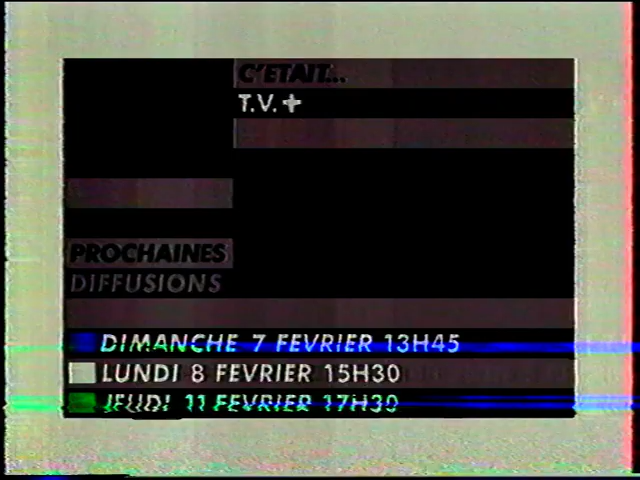 C'ETAIT...
T.V.+
PROCHAINES
DIFFUSIONS
DIMANCHE 7 FEVRIER 13H45
LUNDI 8 FEVRIER 15H30
JEUDI 11 FEVRIER 17H30